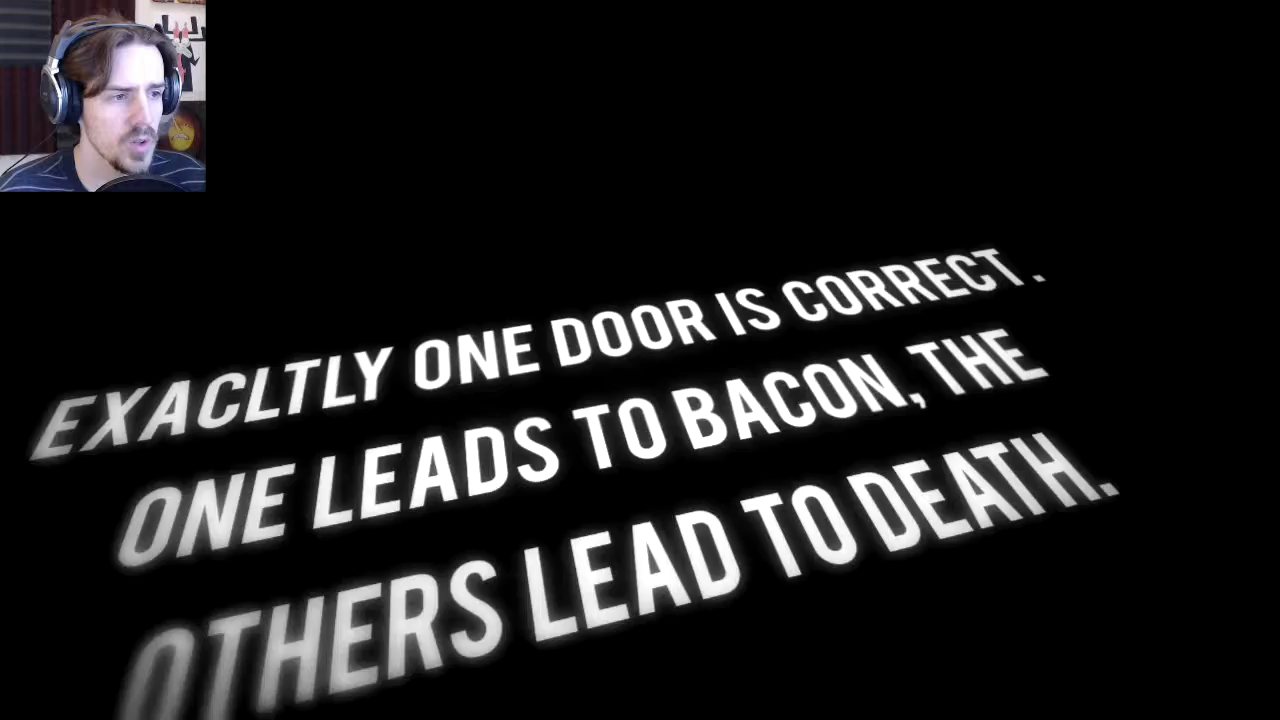 EXACLTLY ONE DOOR IS CORRECT.
ONE LEADS TO BACON, THE
OTHERS LEAD TO DEATH.